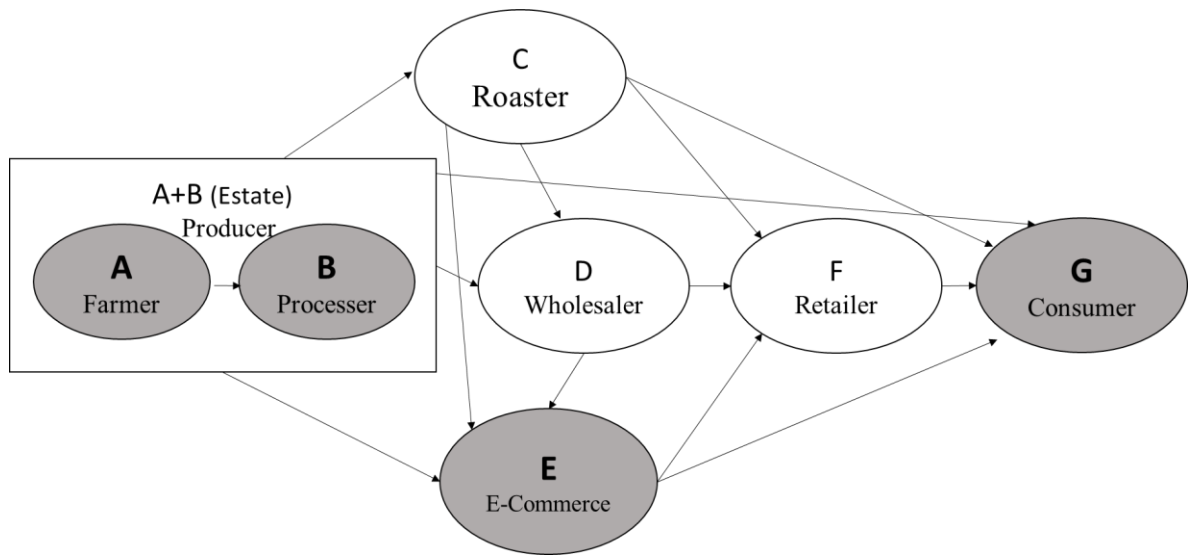 C
Roaster
A+B (Estate)
Producer
A
Farmer
B
Processer
D
Wholesaler
F
Retailer
G
Consumer
E
E-Commerce